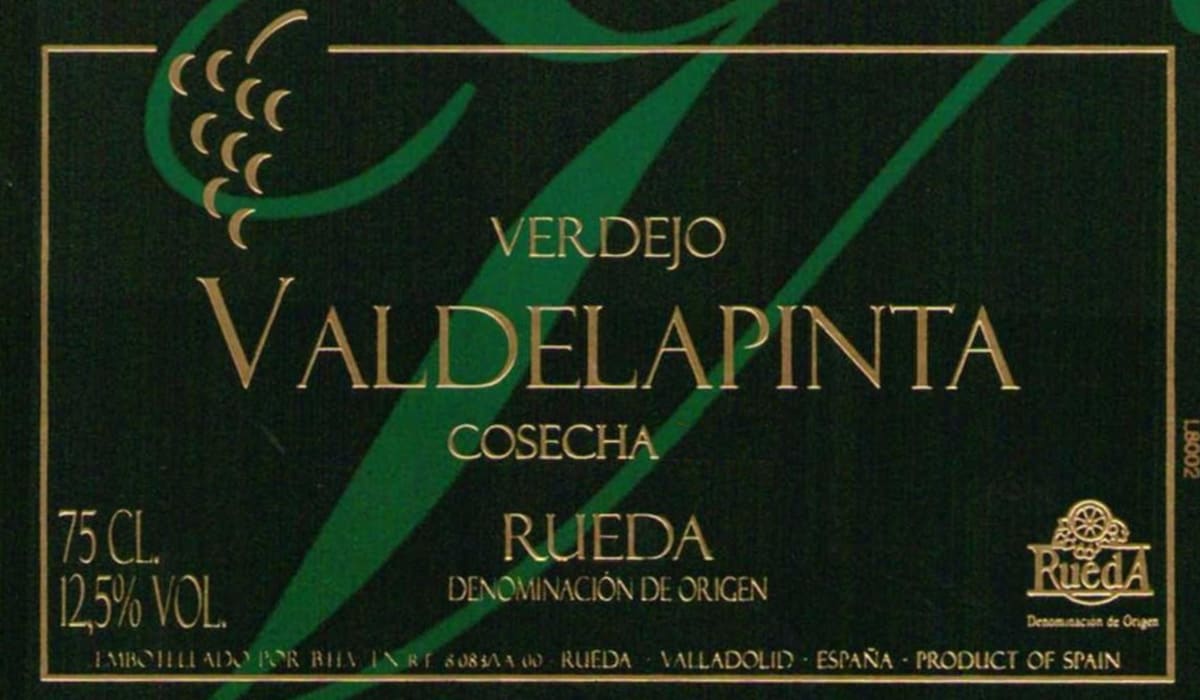 VERDEJO
VALDELAPINTA
COSECHA
75 CL.
12,5% VOL.
RUEDA
DENOMINACIÓN DE ORIGEN
RuedA
Denominación de Origen
EMBOTELLADO POR RUEDA · VALLADOLID · ESPAÑA · PRODUCT OF SPAIN
LB002